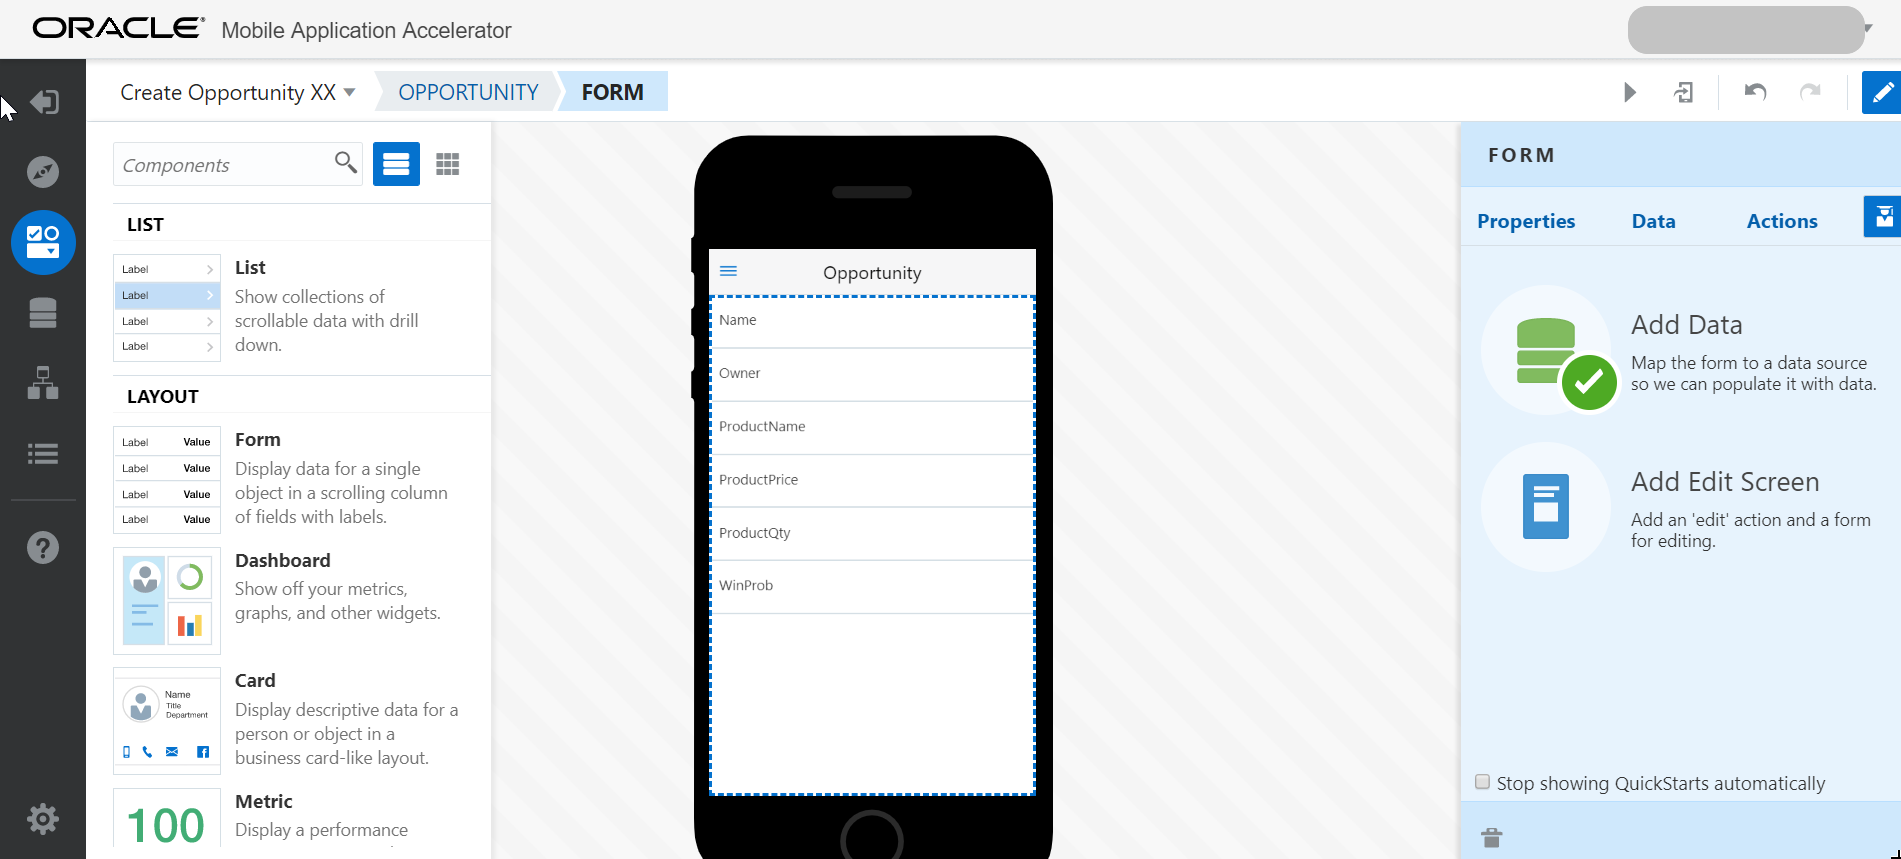 ORACLE® Mobile Application Accelerator
Create Opportunity XX
OPPORTUNITY
FORM
Components
LIST
Label
Label
Label
Label
List
Show collections of
scrollable data with drill
down.
LAYOUT
Label Value
Label Value
Label Value
Label Value
Form
Display data for a single
object in a scrolling column
of fields with labels.
Dashboard
Show off your metrics,
graphs, and other widgets.
Name
Title
Department
Card
Display descriptive data for a
person or object in a
business card-like layout.
100
Metric
Display a performance
Opportunity
Name
Owner
ProductName
ProductPrice
ProductQty
WinProb
FORM
Properties Data Actions
Add Data
Map the form to a data source
so we can populate it with data.
Add Edit Screen
Add an 'edit' action and a form
for editing.
Stop showing QuickStarts automatically